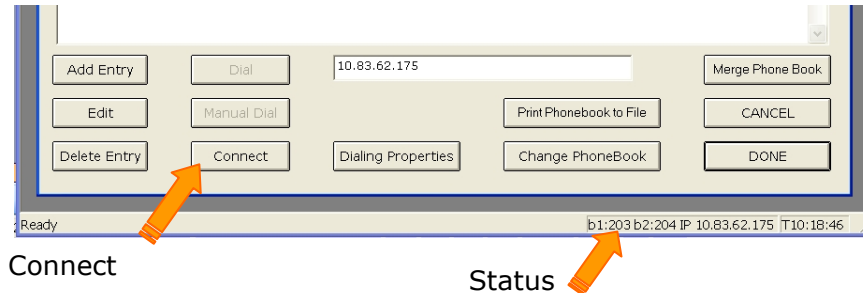 Add Entry Dial 10.83.62.175 Merge Phone Book
Edit Manual Dial Print Phonebook to File CANCEL
Delete Entry Connect Dialing Properties Change PhoneBook DONE
Ready b1:203 b2:204 IP 10.83.62.175 T10:18:46
Connect
Status